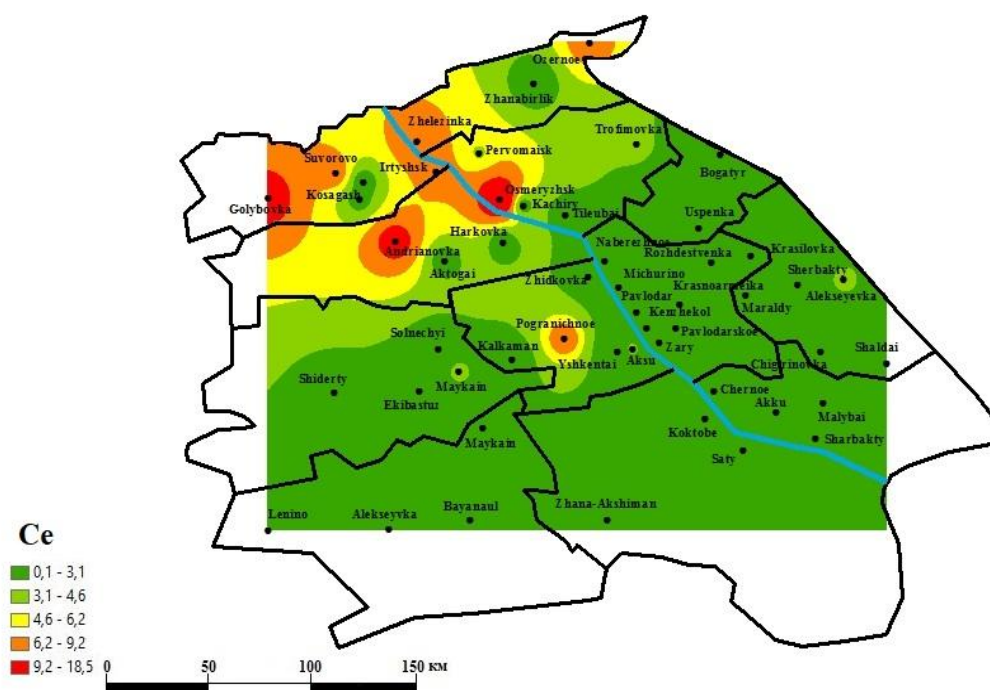 Ozernoe
Zhanabirlik
Zhelezinka
Trofimovka
Pervomaisk
Suvorovo
Irtyshsk
Bogatyr
Kosagash
Golybovka
Osmeryzhsk
Kachiry
Tileubai
Uspenka
Harkovka
Andrianovka
Aktogai
Naberezhnoe
Rozhdestvenka
Krasilovka
Zhidkovka
Michurino
Sherbakty
Krasnoarmeika
Alekseyevka
Pavlodar
Maraldy
Kemhekol
Pogranichnoe
Pavlodarskoe
Solnechyi
Kalkaman
Zary
Yshkentai
Aksu
Shaldai
Chigirinovka
Shiderty
Maykain
Ekibastur
Chernoe
Akku
Malybai
Maykain
Koktobe
Sharbakty
Saty
Lenino
Alekseyvka
Bayanaul
Zhana-Akshiman
Ce
0,1 - 3,1
3,1 - 4,6
4,6 - 6,2
6,2 - 9,2
9,2 - 18,5
0 50 100 150 км